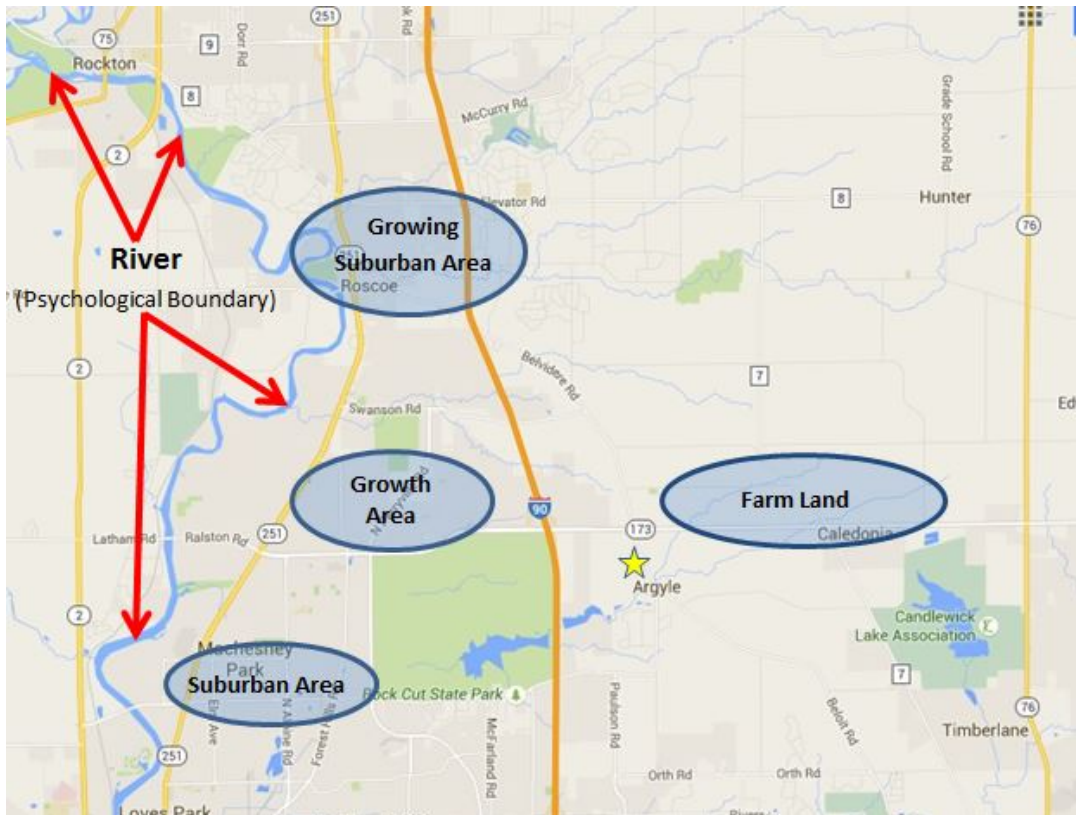 251
ok Rd
75
9
Dorr Rd
Rockton
8
McCurry Rd
Grade School Rd
2
Elevator Rd
8
Hunter
76
Growing
Suburban Area
251
Roscoe
River
(Psychological Boundary)
2
Belvidere Rd
7
Swanson Rd
Ed
Growth
Area
90
Farm Land
173
Caledonia
Latham Rd
Ralston Rd
251
Argyle
2
Candlewick
Lake Association
Machesney
Park
Suburban Area
Rock Cut State Park
7
Paulson Rd
Beloit Rd
76
Timberlane
Elm Ave
N Alpine Rd
Forest Hills Rd
McFarland Rd
251
Orth Rd
Orth Rd
Loves Park